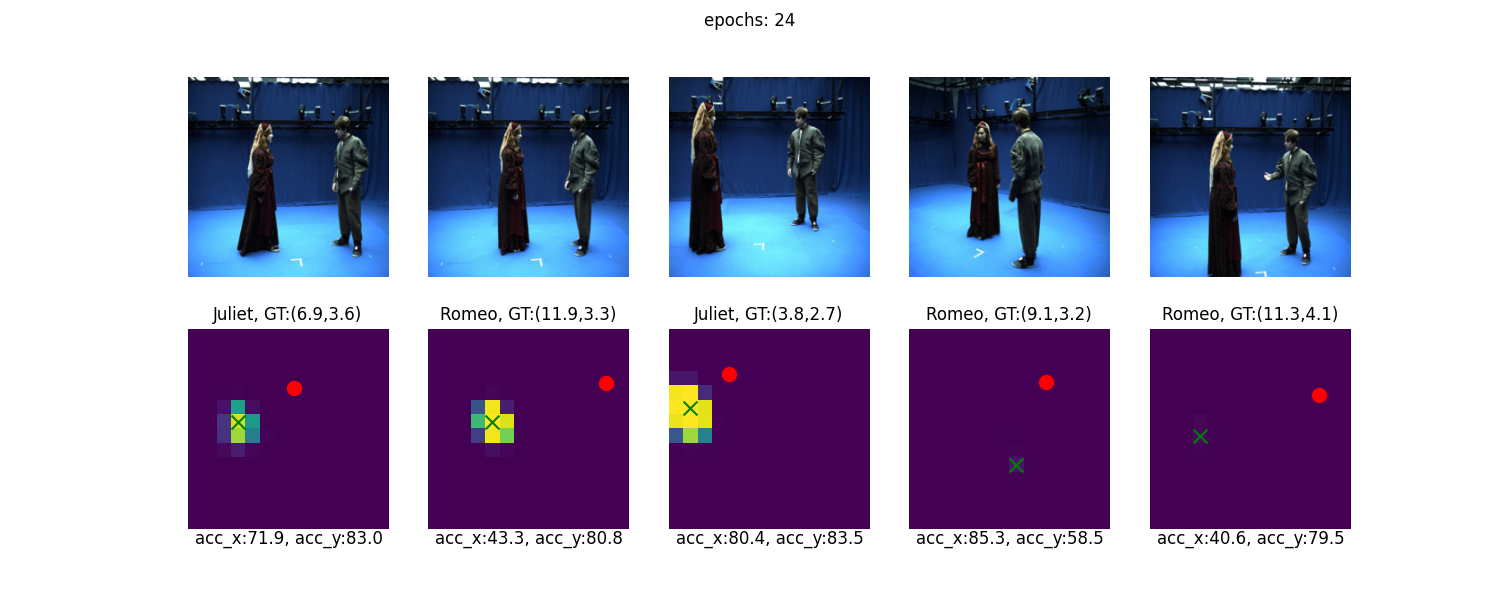 epochs: 24
Juliet, GT:(6.9,3.6)
Romeo, GT:(11.9,3.3)
Juliet, GT:(3.8,2.7)
Romeo, GT:(9.1,3.2)
Romeo, GT:(11.3,4.1)
acc_x:71.9, acc_y:83.0
acc_x:43.3, acc_y:80.8
acc_x:80.4, acc_y:83.5
acc_x:85.3, acc_y:58.5
acc_x:40.6, acc_y:79.5